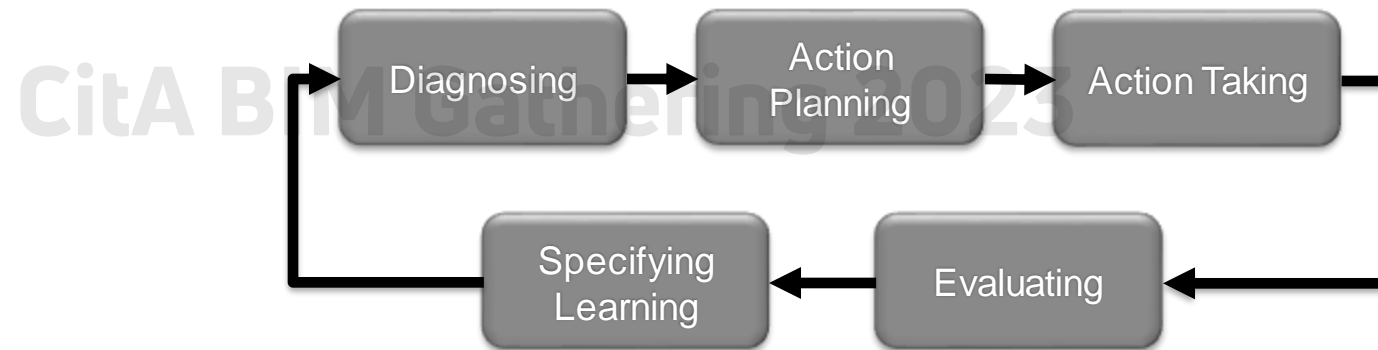 CitA BIM Gathering 2023
Diagnosing
Action
Planning
Action Taking
Specifying
Learning
Evaluating